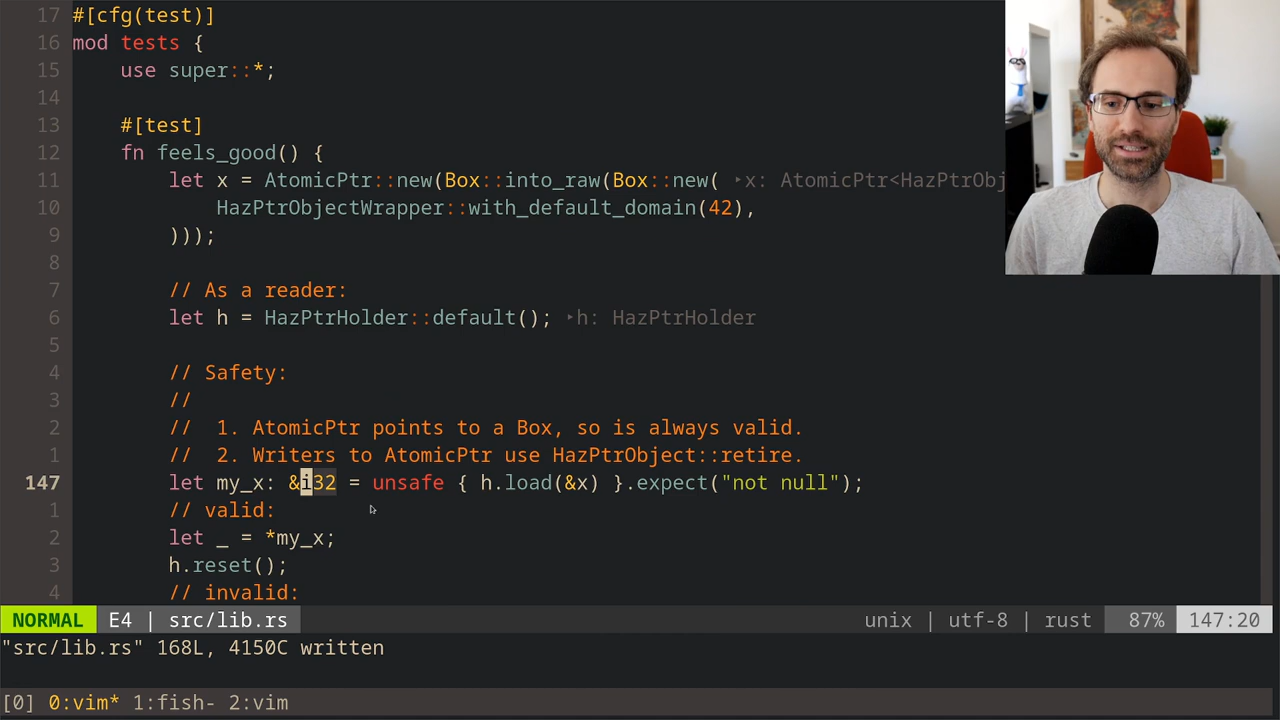 17 #[cfg(test)]
16 mod tests {
15 use super::*;
14
13 #[test]
12 fn feels_good() {
11 let x = AtomicPtr::new(Box::into_raw(Box::new( ‣x: AtomicPtr<HazPtrObj
10 HazPtrObjectWrapper::with_default_domain(42),
9 )));
8
7 // As a reader:
6 let h = HazPtrHolder::default(); ‣h: HazPtrHolder
5
4 // Safety:
3 //
2 // 1. AtomicPtr points to a Box, so is always valid.
1 // 2. Writers to AtomicPtr use HazPtrObject::retire.
147 let my_x: &i32 = unsafe { h.load(&x) }.expect("not null");
1 // valid:
2 let _ = *my_x;
3 h.reset();
4 // invalid:
NORMAL E4 | src/lib.rs unix | utf-8 | rust 87% 147:20
"src/lib.rs" 168L, 4150C written
[0] 0:vim* 1:fish- 2:vim